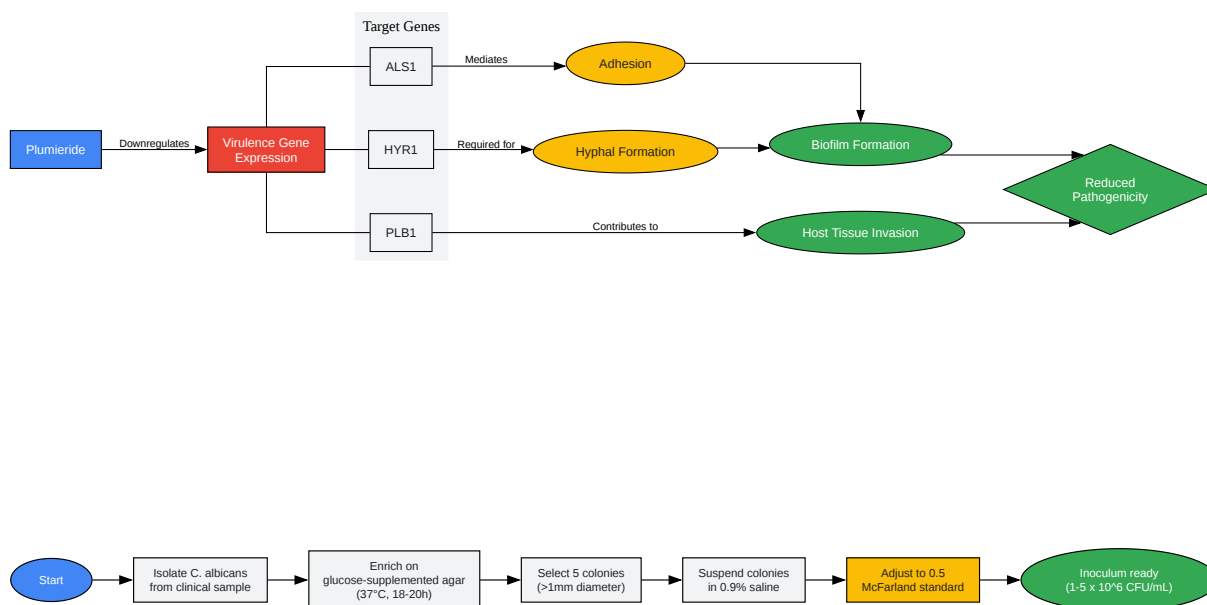 Target Genes
ALS1
Mediates
Adhesion
Plumieride
Downregulates
Virulence Gene
Expression
HYR1
Required for
Hyphal Formation
Biofilm Formation
Reduced
Pathogenicity
PLB1
Contributes to
Host Tissue Invasion
Start
Isolate C. albicans
from clinical sample
Enrich on
glucose-supplemented agar
(37°C, 18-20h)
Select 5 colonies
(>1mm diameter)
Suspend colonies
in 0.9% saline
Adjust to 0.5
McFarland standard
Inoculum ready
(1-5 x 10^6 CFU/mL)